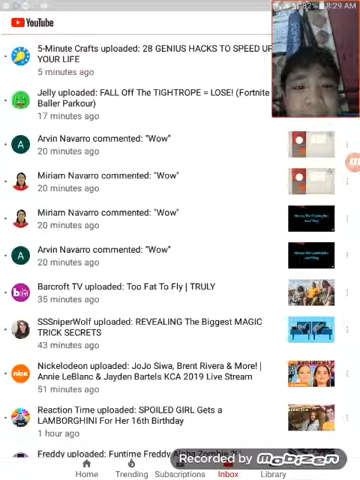 82% 8:29 AM
YouTube
5-Minute Crafts uploaded: 28 GENIUS HACKS TO SPEED UP
YOUR LIFE
5 minutes ago
Jelly uploaded: FALL Off The TIGHTROPE = LOSE! (Fortnite
Baller Parkour)
17 minutes ago
A
Arvin Navarro commented: "Wow"
20 minutes ago
Miriam Navarro commented: "Wow"
20 minutes ago
Miriam Navarro commented: "Wow"
20 minutes ago
A
Arvin Navarro commented: "Wow"
20 minutes ago
Barcroft TV uploaded: Too Fat To Fly | TRULY
35 minutes ago
SSSniperWolf uploaded: REVEALING The Biggest MAGIC
TRICK SECRETS
43 minutes ago
nick
Nickelodeon uploaded: JoJo Siwa, Brent Rivera & More! |
Annie LeBlanc & Jayden Bartels KCA 2019 Live Stream
51 minutes ago
Reaction Time uploaded: SPOILED GIRL Gets a
LAMBORGHINI For Her 16th Birthday
1 hour ago
Freddy uploaded: Funtime Freddy Alpha Zombie 2! |
Recorded by Mobizen
Home
Trending
Subscriptions
Inbox
Library